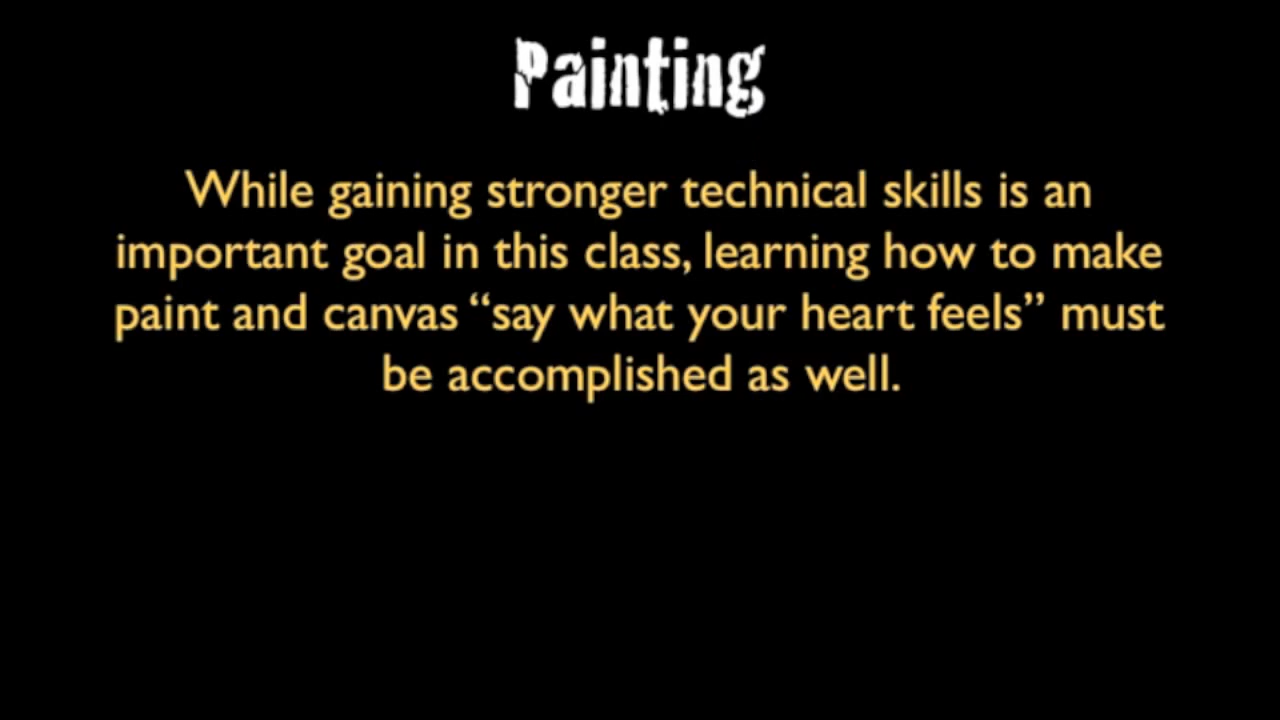 Painting
While gaining stronger technical skills is an
important goal in this class, learning how to make
paint and canvas “say what your heart feels” must
be accomplished as well.